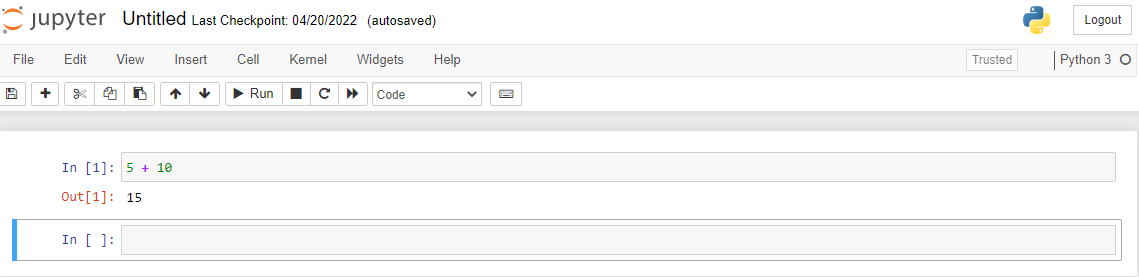 jupyter Untitled Last Checkpoint: 04/20/2022 (autosaved) Logout
File Edit View Insert Cell Kernel Widgets Help Trusted Python 3
Run Code
In [1]: 5 + 10
Out[1]: 15
In [ ]: